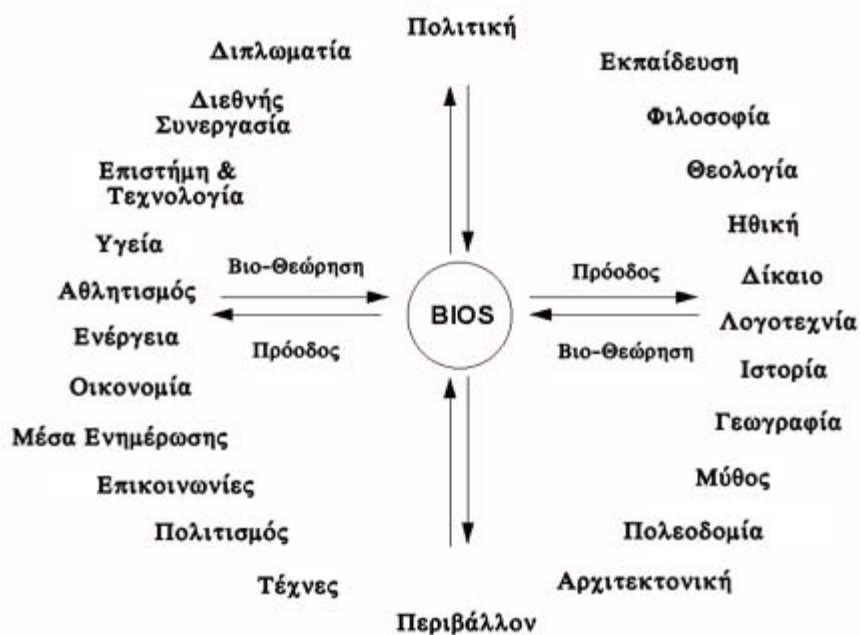 Πολιτική
Διπλωματία
Εκπαίδευση
Διεθνής
Συνεργασία
Φιλοσοφία
Επιστήμη &
Τεχνολογία
Θεολογία
Υγεία
Ηθική
Βιο-Θεώρηση
Πρόοδος
Δίκαιο
Αθλητισμός
BIOS
Λογοτεχνία
Ενέργεια
Πρόοδος
Βιο-Θεώρηση
Ιστορία
Οικονομία
Γεωγραφία
Μέσα Ενημέρωσης
Μύθος
Επικοινωνίες
Πολιτισμός
Πολεοδομία
Τέχνες
Αρχιτεκτονική
Περιβάλλον